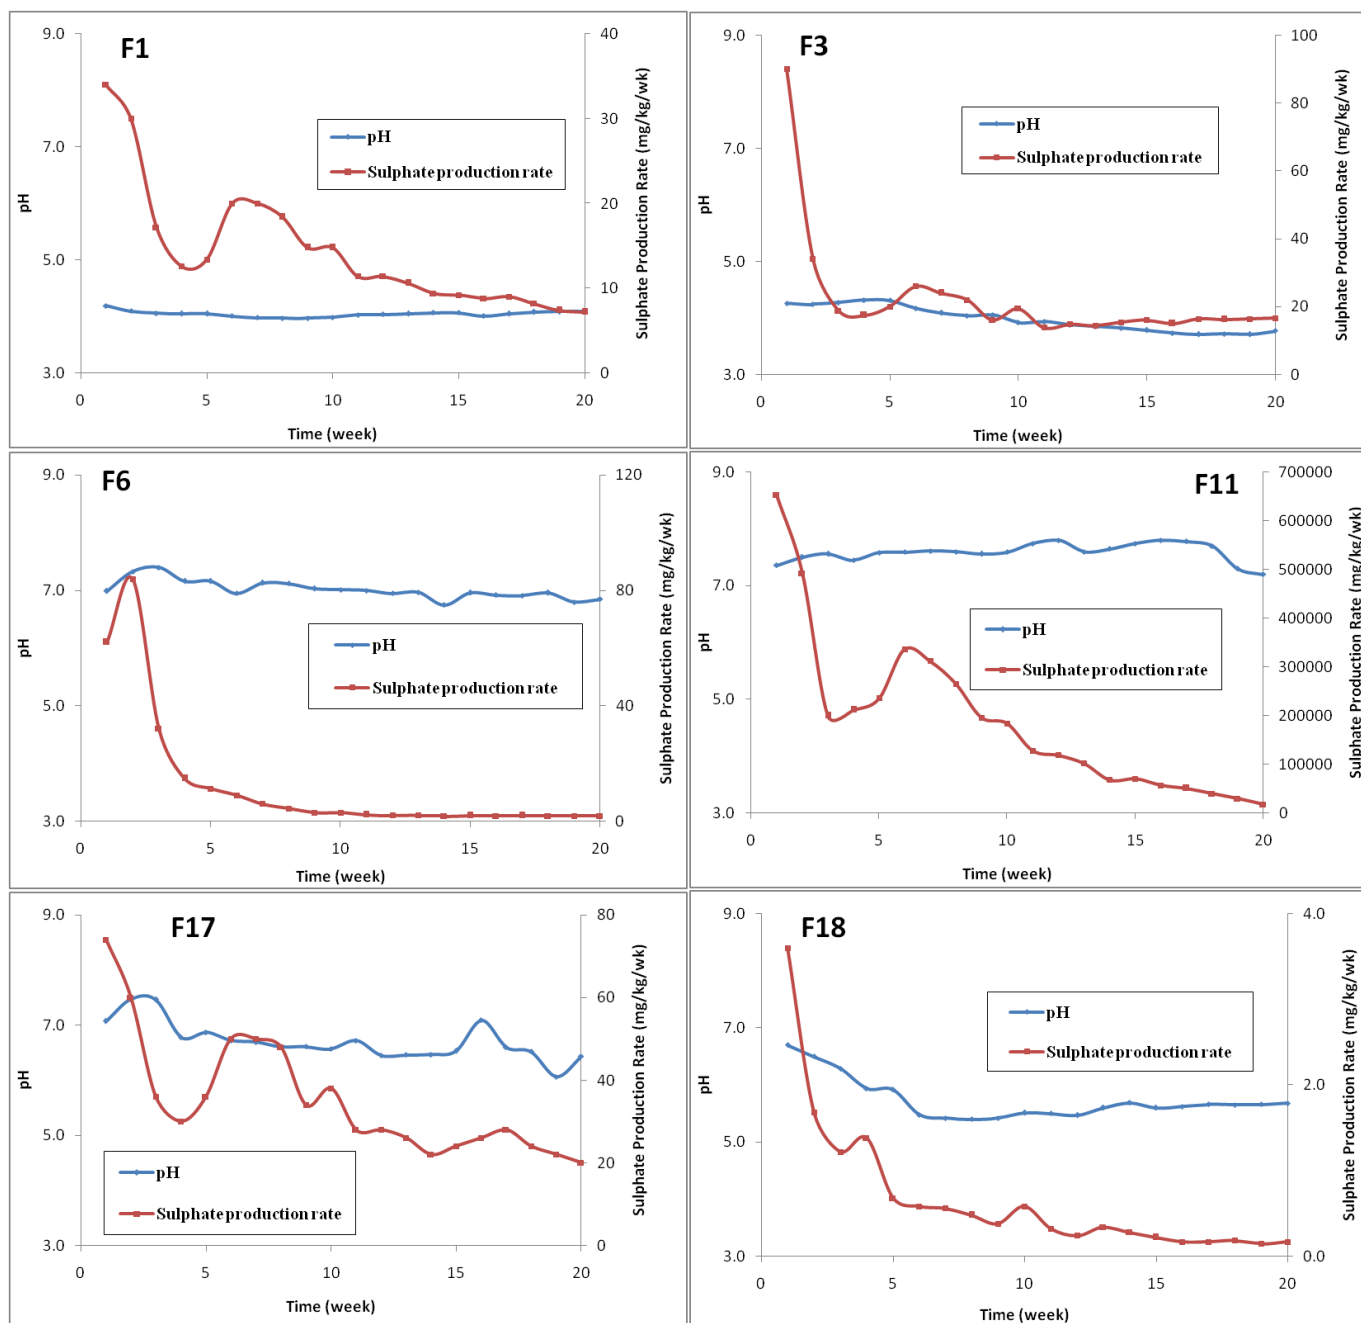 F1
9.0
7.0
5.0
3.0
pH
40
30
20
10
0
Sulphate Production Rate (mg/kg/wk)
pH
Sulphate production rate
0 5 10 15 20
Time (week)
F3
9.0
7.0
5.0
3.0
pH
100
80
60
40
20
0
Sulphate Production Rate (mg/kg/wk)
pH
Sulphate production rate
0 5 10 15 20
Time (week)
F6
9.0
7.0
5.0
3.0
pH
120
80
40
0
Sulphate Production Rate (mg/kg/wk)
pH
Sulphate production rate
0 5 10 15 20
Time (week)
F11
9.0
7.0
5.0
3.0
pH
700000
600000
500000
400000
300000
200000
100000
0
Sulphate Production Rate (mg/kg/wk)
pH
Sulphate production rate
0 5 10 15 20
Time (week)
F17
9.0
7.0
5.0
3.0
pH
80
60
40
20
0
Sulphate Production Rate (mg/kg/wk)
pH
Sulphate production rate
0 5 10 15 20
Time (week)
F18
9.0
7.0
5.0
3.0
pH
4.0
2.0
0.0
Sulphate Production Rate (mg/kg/wk)
pH
Sulphate production rate
0 5 10 15 20
Time (week)